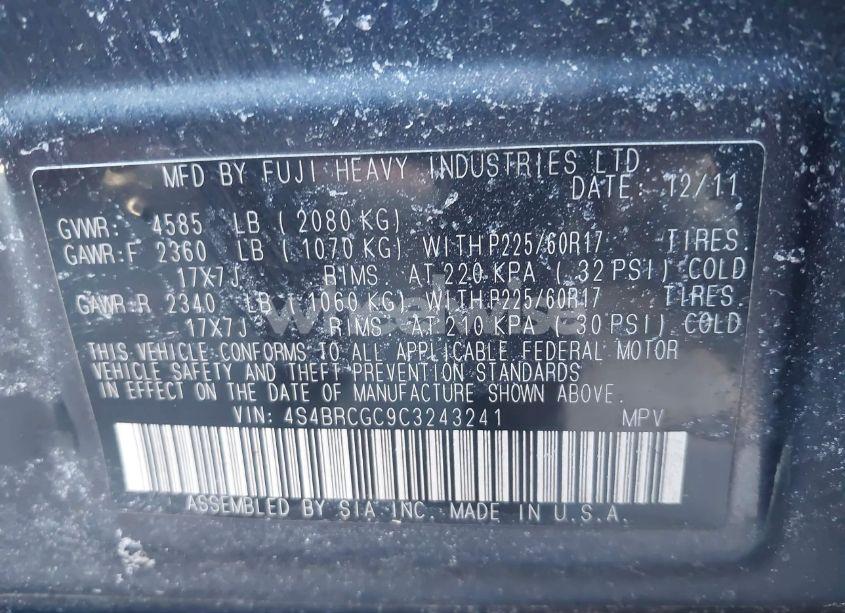 MFD BY FUJI HEAVY INDUSTRIES LTD
DATE: 12/11
GVWR: 4585 LB (2080 KG)
GAWR:F 2360 LB (1070 KG) WITH P225/60R17 TIRES.
17X7J RIMS AT 220 KPA (32 PSI) COLD
GAWR:R 2340 LB (1060 KG) WITH P225/60R17 TIRES.
17X7J RIMS AT 210 KPA (30 PSI) COLD
THIS VEHICLE CONFORMS TO ALL APPLICABLE FEDERAL MOTOR
VEHICLE SAFETY AND THEFT PREVENTION STANDARDS
IN EFFECT ON THE DATE OF MANUFACTURE SHOWN ABOVE.
VIN: 4S4BRCGC9C3243241 MPV
ASSEMBLED BY SIA INC. MADE IN U.S.A.
wheelwise